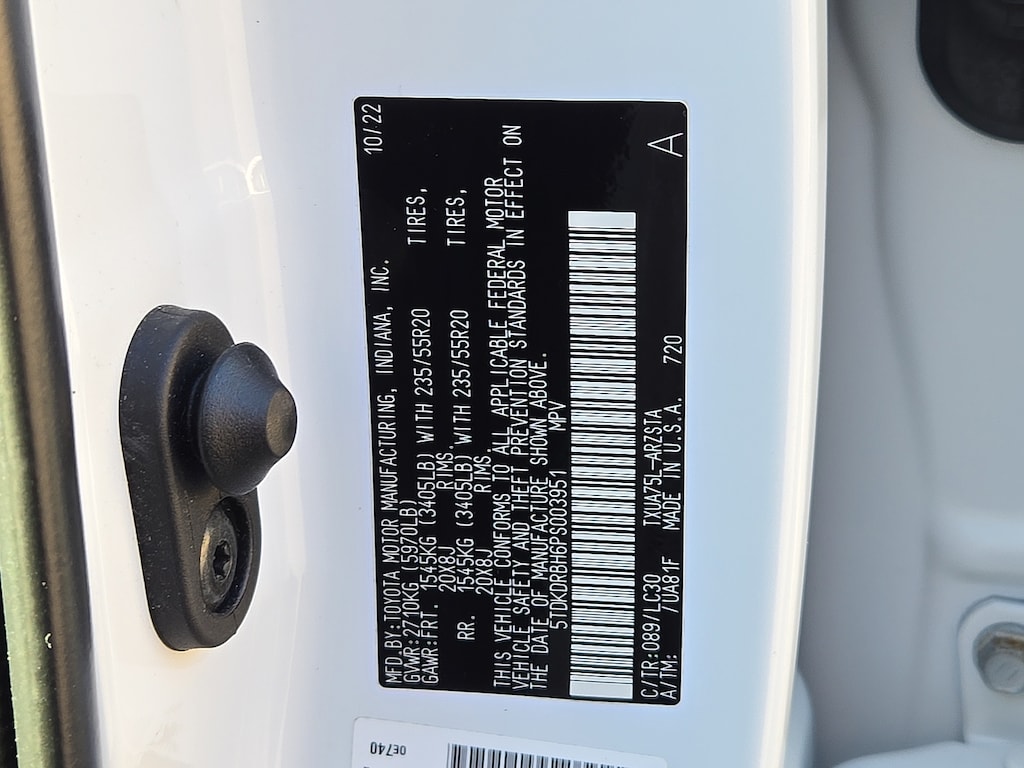 MFD.BY:TOYOTA MOTOR MANUFACTURING, INDIANA, INC. 10/22
GVWR:2710KG (5970LB)
GAWR:FRT. 1545KG (3405LB) WITH 235/55R20 TIRES,
20X8J RIMS.
RR. 1545KG (3405LB) WITH 235/55R20 TIRES,
20X8J RIMS.
THIS VEHICLE CONFORMS TO ALL APPLICABLE FEDERAL MOTOR
VEHICLE SAFETY AND THEFT PREVENTION STANDARDS IN EFFECT ON
THE DATE OF MANUFACTURE SHOWN ABOVE.
5TDKDRBH6PS003951 MPV
C/TR:089/LC30 TXUA75L-ARZSTA
A/TM: /UA81F MADE IN U.S.A. 720 A
0E740